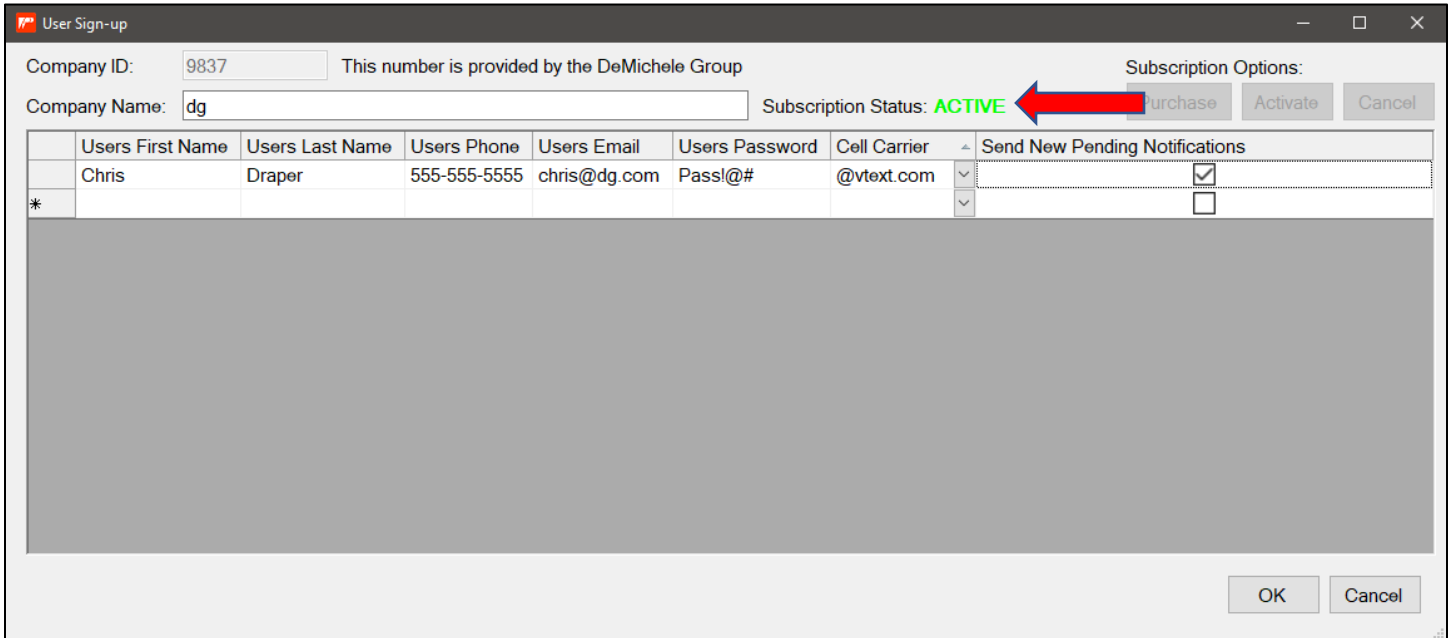 User Sign-up
Company ID: 9837 This number is provided by the DeMichele Group
Subscription Options:
Company Name: dg Subscription Status: ACTIVE Purchase Activate Cancel
Users First Name Users Last Name Users Phone Users Email Users Password Cell Carrier Send New Pending Notifications
Chris Draper 555-555-5555 chris@dg.com Pass!@# @vtext.com
*
OK Cancel